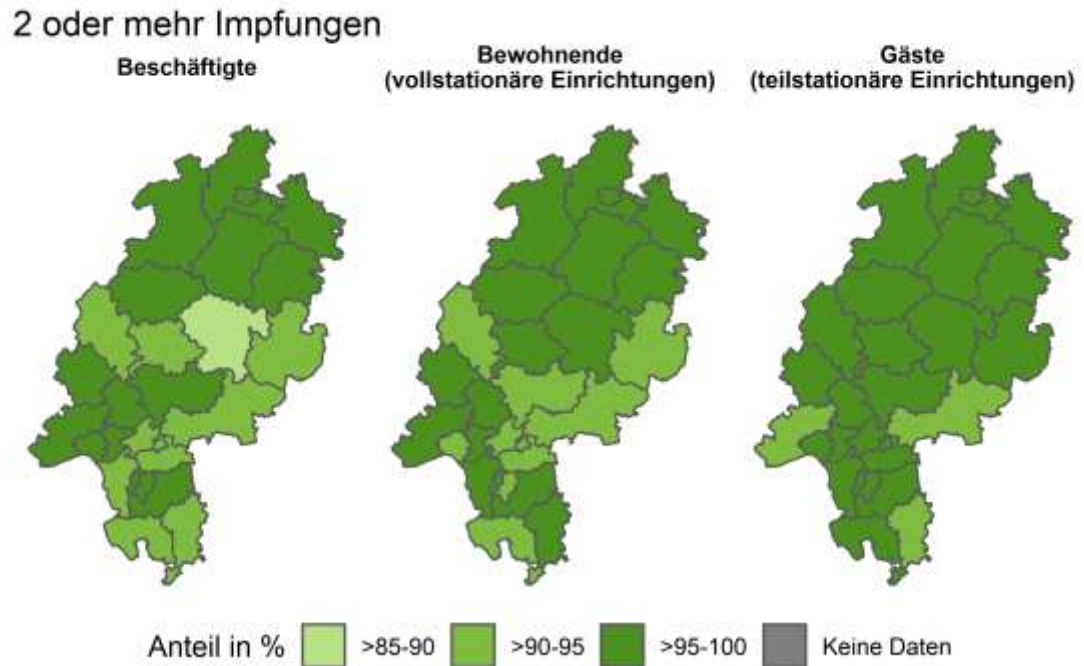 2 oder mehr Impfungen
Beschäftigte
Bewohnende
(vollstationäre Einrichtungen)
Gäste
(teilstationäre Einrichtungen)
Anteil in %
>85-90
>90-95
>95-100
Keine Daten